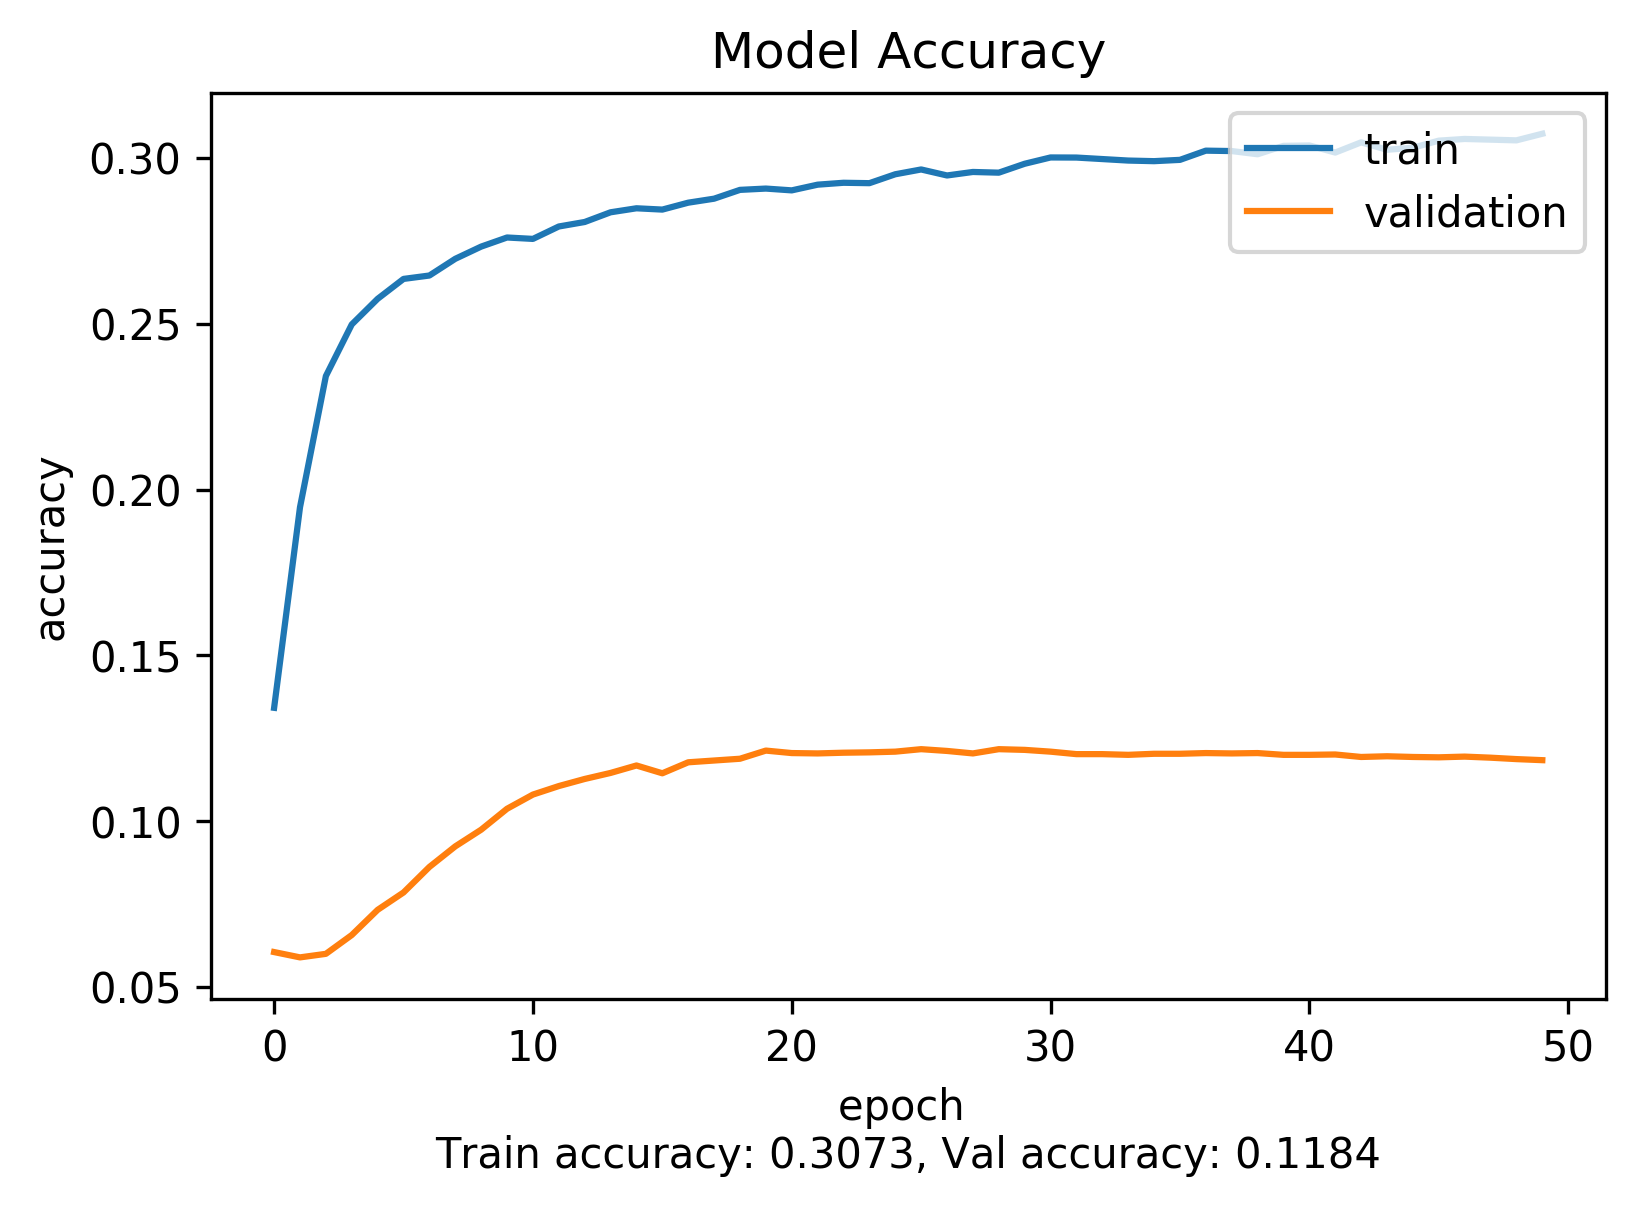 Model Accuracy
train
validation
accuracy
0.30
0.25
0.20
0.15
0.10
0.05
0 10 20 30 40 50
epoch
Train accuracy: 0.3073, Val accuracy: 0.1184